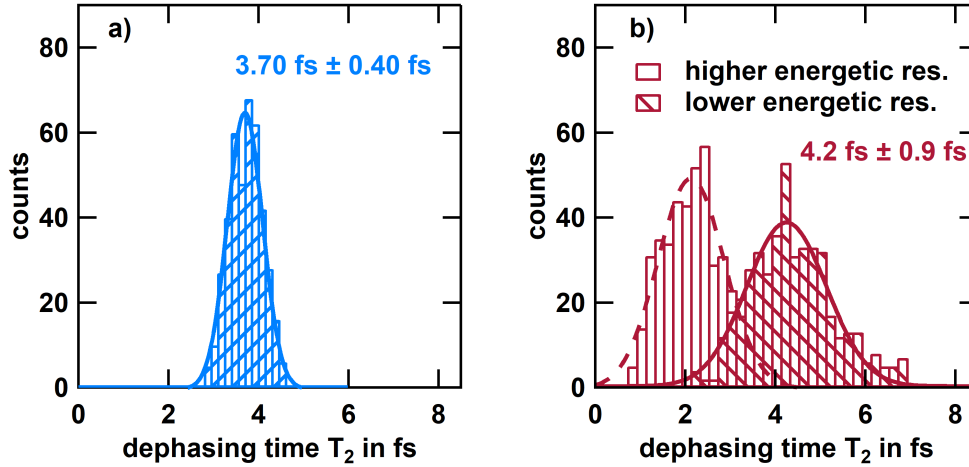 a)
3.70 fs ± 0.40 fs
80
60
40
20
0
counts
0 2 4 6 8
dephasing time T₂ in fs
b)
higher energetic res.
lower energetic res.
4.2 fs ± 0.9 fs
80
60
40
20
0
counts
0 2 4 6 8
dephasing time T₂ in fs